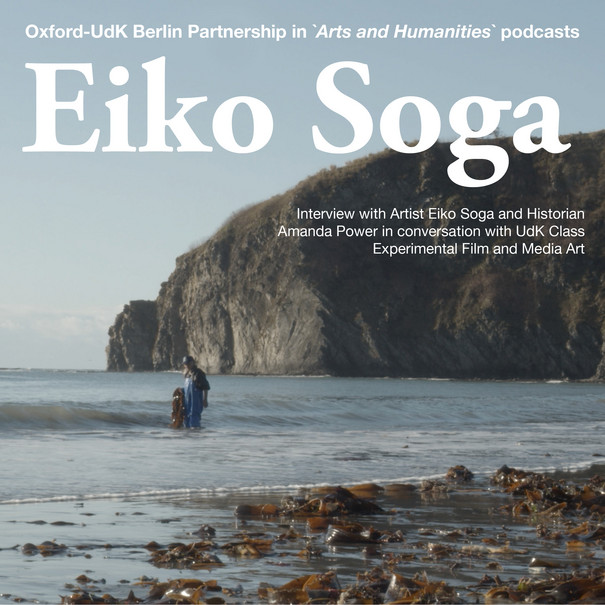 Oxford-UdK Berlin Partnership in `Arts and Humanities` podcasts
Eiko Soga
Interview with Artist Eiko Soga and Historian
Amanda Power in conversation with UdK Class
Experimental Film and Media Art